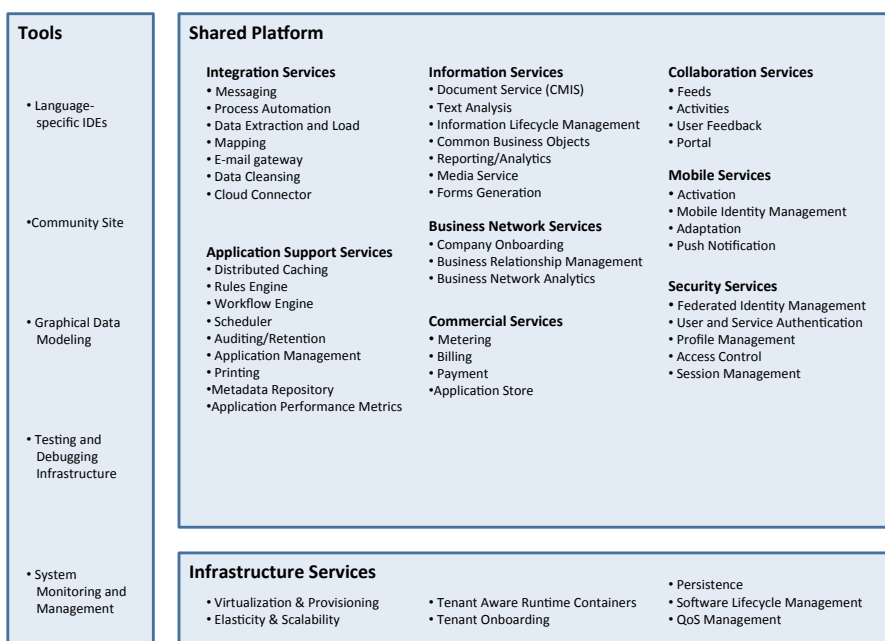 Tools
• Language-
specific IDEs
•Community Site
• Graphical Data
Modeling
• Testing and
Debugging
Infrastructure
• System
Monitoring and
Management
Shared Platform
Integration Services
• Messaging
• Process Automation
• Data Extraction and Load
• Mapping
• E-mail gateway
• Data Cleansing
• Cloud Connector
Application Support Services
• Distributed Caching
• Rules Engine
• Workflow Engine
• Scheduler
• Auditing/Retention
• Application Management
• Printing
•Metadata Repository
•Application Performance Metrics
Information Services
• Document Service (CMIS)
• Text Analysis
• Information Lifecycle Management
• Common Business Objects
• Reporting/Analytics
• Media Service
• Forms Generation
Business Network Services
• Company Onboarding
• Business Relationship Management
• Business Network Analytics
Commercial Services
• Metering
• Billing
• Payment
•Application Store
Collaboration Services
• Feeds
• Activities
• User Feedback
• Portal
Mobile Services
• Activation
• Mobile Identity Management
• Adaptation
• Push Notification
Security Services
• Federated Identity Management
• User and Service Authentication
• Profile Management
• Access Control
• Session Management
Infrastructure Services
• Virtualization & Provisioning
• Elasticity & Scalability
• Tenant Aware Runtime Containers
• Tenant Onboarding
• Persistence
• Software Lifecycle Management
• QoS Management